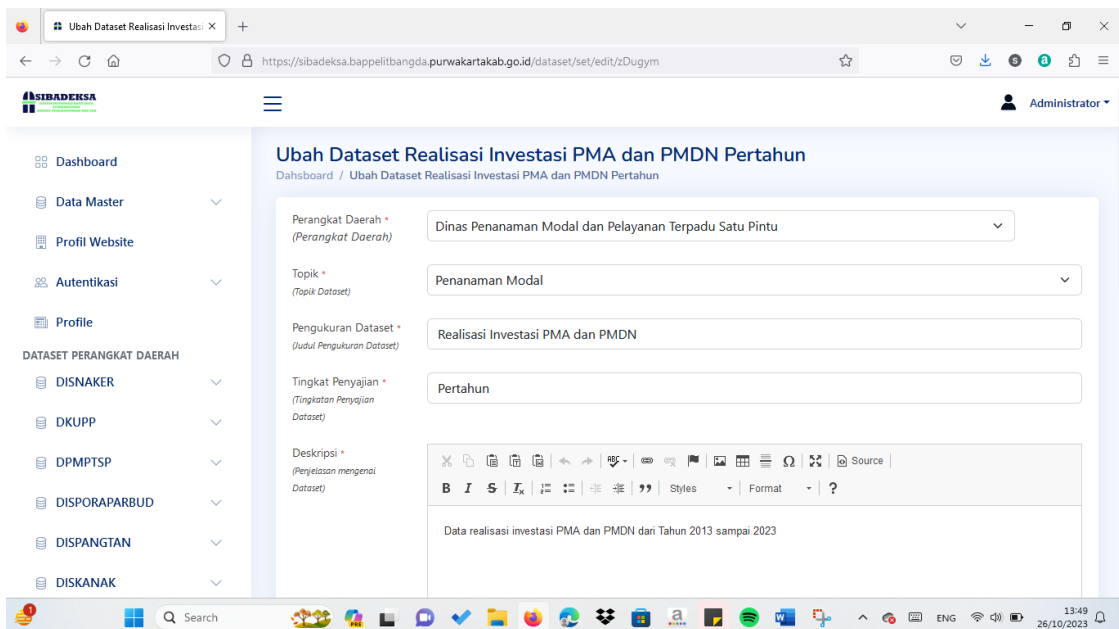 Ubah Dataset Realisasi Investasi
https://sibadeksa.bappelitbangda.purwakartakab.go.id/dataset/set/edit/zDugym
SIBADEKSA
Administrator
Dashboard
Data Master
Profil Website
Autentikasi
Profile
DATASET PERANGKAT DAERAH
DISNAKER
DKUPP
DPMPTSP
DISPORAPARBUD
DISPANGTAN
DISKANAK
Ubah Dataset Realisasi Investasi PMA dan PMDN Pertahun
Dahsboard / Ubah Dataset Realisasi Investasi PMA dan PMDN Pertahun
Perangkat Daerah *
(Perangkat Daerah)
Dinas Penanaman Modal dan Pelayanan Terpadu Satu Pintu
Topik *
(Topik Dataset)
Penanaman Modal
Pengukuran Dataset *
(Judul Pengukuran Dataset)
Realisasi Investasi PMA dan PMDN
Tingkat Penyajian *
(Tingkatan Penyajian
Dataset)
Pertahun
Deskripsi *
(Penjelasan mengenai
Dataset)
Source
B I S Ix Styles Format ?
Data realisasi investasi PMA dan PMDN dari Tahun 2013 sampai 2023
1
Search
PRE
ENG
13:49
26/10/2023